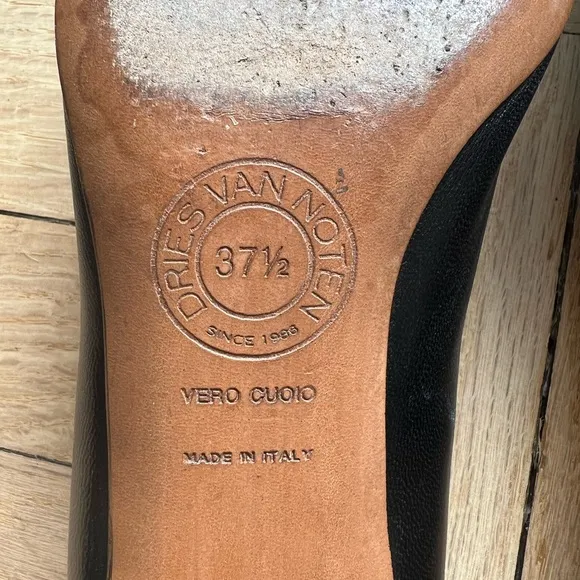 DRIES VAN NOTEN
37½
SINCE 1986
VERO CUOIO
MADE IN ITALY